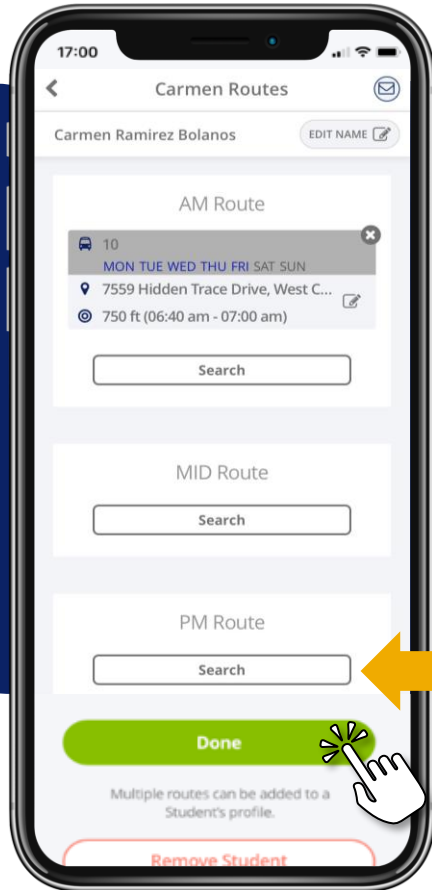 17:00
Carmen Routes
Carmen Ramirez Bolanos
EDIT NAME
AM Route
10
MON TUE WED THU FRI SAT SUN
7559 Hidden Trace Drive, West C...
750 ft (06:40 am - 07:00 am)
Search
MID Route
Search
PM Route
Search
Done
Multiple routes can be added to a
Student's profile.
Remove Student